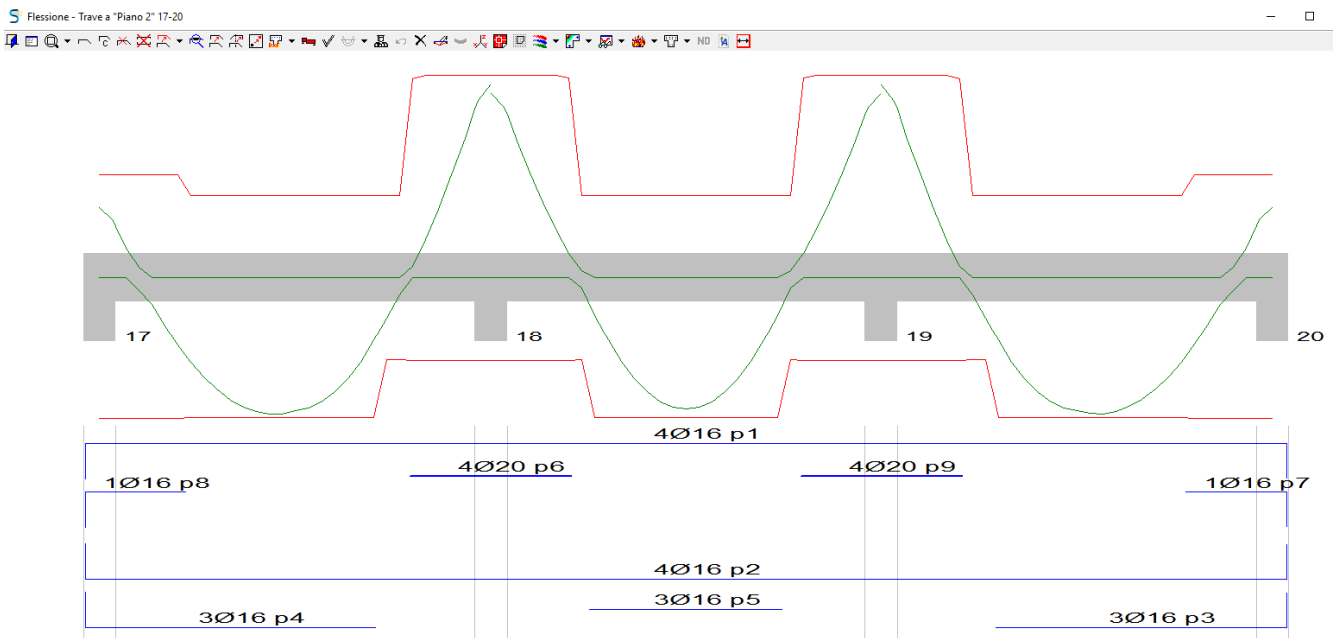 Flessione - Trave a "Piano 2" 17-20
C
ND
17
18
19
20
4Ø16 p1
4Ø20 p6
4Ø20 p9
1Ø16 p8
1Ø16 p7
4Ø16 p2
3Ø16 p5
3Ø16 p4
3Ø16 p3